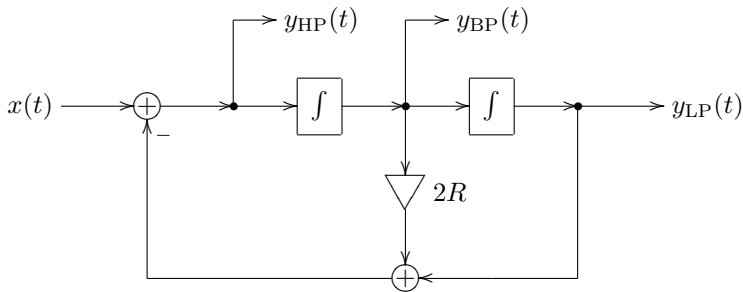 y_HP(t) y_BP(t)
x(t) + ∫ ∫ y_LP(t)
−
2R
+